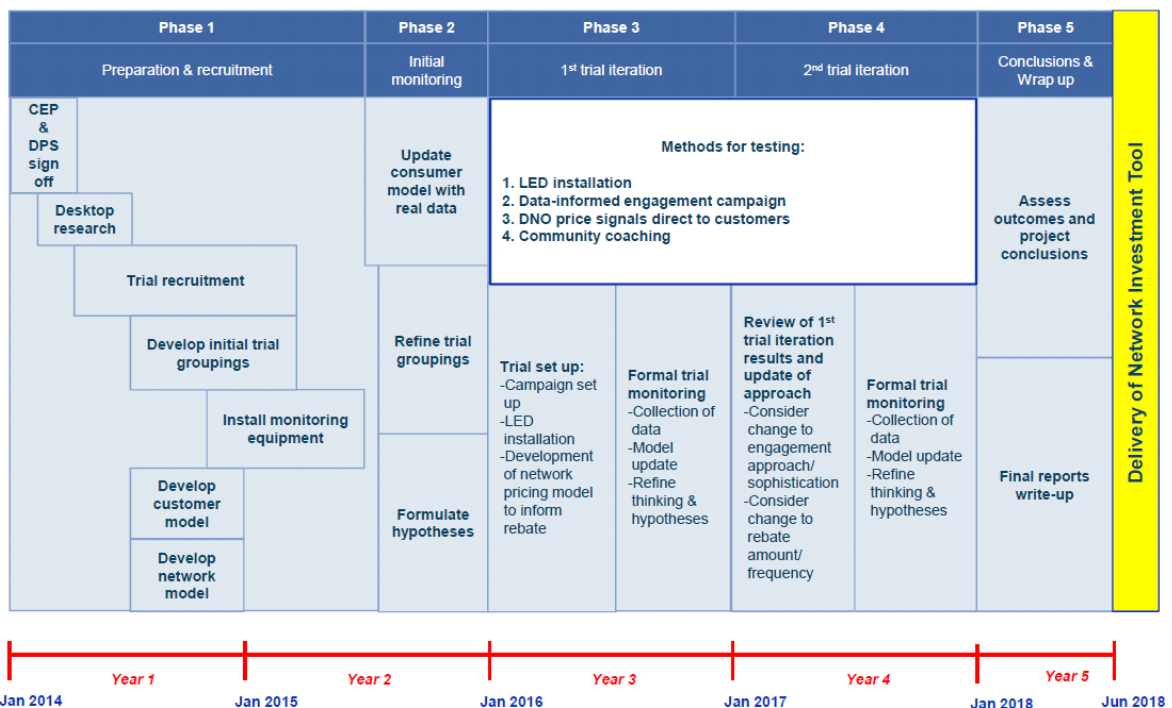 Phase 1
Phase 2
Phase 3
Phase 4
Phase 5
Preparation & recruitment
Initial
monitoring
1st trial iteration
2nd trial iteration
Conclusions &
Wrap up
CEP
&
DPS
sign
off
Desktop
research
Trial recruitment
Develop initial trial
groupings
Install monitoring
equipment
Develop
customer
model
Develop
network
model
Update
consumer
model with
real data
Refine trial
groupings
Formulate
hypotheses
Methods for testing:
1. LED installation
2. Data-informed engagement campaign
3. DNO price signals direct to customers
4. Community coaching
Trial set up:
-Campaign set
up
-LED
installation
-Development
of network
pricing model
to inform
rebate
Formal trial
monitoring
-Collection of
data
-Model
update
-Refine
thinking &
hypotheses
Review of 1st
trial iteration
results and
update of
approach
-Consider
change to
engagement
approach/
sophistication
-Consider
change to
rebate
amount/
frequency
Formal trial
monitoring
-Collection of
data
-Model update
-Refine
thinking &
hypotheses
Assess
outcomes and
project
conclusions
Final reports
write-up
Delivery of Network Investment Tool
Year 1
Year 2
Year 3
Year 4
Year 5
Jan 2014
Jan 2015
Jan 2016
Jan 2017
Jan 2018
Jun 2018